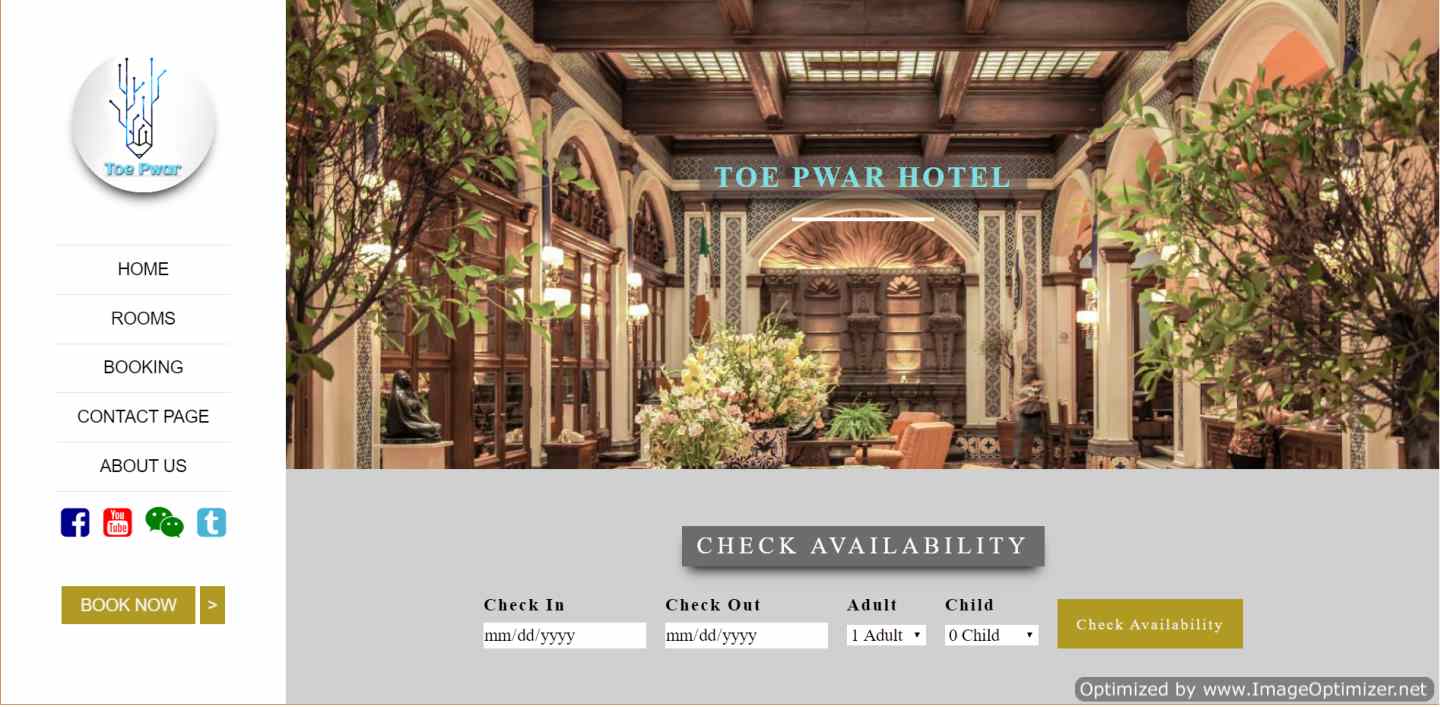 Toe Pwar
HOME
ROOMS
BOOKING
CONTACT PAGE
ABOUT US
f You Tube t
BOOK NOW >
TOE PWAR HOTEL
CHECK AVAILABILITY
Check In Check Out Adult Child
mm/dd/yyyy mm/dd/yyyy 1 Adult 0 Child Check Availability
Optimized by www.ImageOptimizer.net